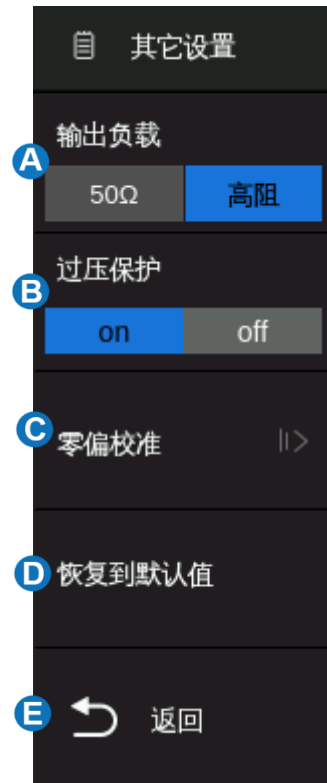 其它设置
输出负载
A
50Ω 高阻
过压保护
B
on off
C
零偏校准
D
恢复到默认值
E
返回